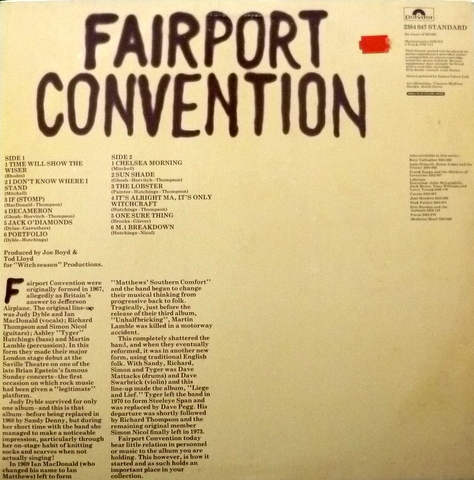 FAIRPORT
CONVENTION
polydor
2384 047 STANDARD
SIDE 1
1 TIME WILL SHOW THE
WISER
(Rhodes)
2 I DON'T KNOW WHERE I
STAND
(Mitchell)
3 IF (STOMP)
(MacDonald-Thompson)
4 DECAMERON
(Ghosh-Horvitch-Thompson)
5 JACK O'DIAMONDS
(Dylan-Carruthers)
6 PORTFOLIO
(Dyble-Hutchings)
SIDE 2
1 CHELSEA MORNING
(Mitchell)
2 SUN SHADE
(Ghosh-Horvitch-Thompson)
3 THE LOBSTER
(Painter-Hutchings-Thompson)
4 IT'S ALRIGHT MA, IT'S ONLY
WITCHCRAFT
(Hutchings-Thompson)
5 ONE SURE THING
(Brooks-Glover)
6 M.1 BREAKDOWN
(Hutchings-Nicol)
Produced by Joe Boyd &
Tod Lloyd
for "Witchseason" Productions.
Fairport Convention were
originally formed in 1967,
allegedly as Britain's
answer to Jefferson
Airplane. The original line-up
was Judy Dyble and Ian
MacDonald (vocals); Richard
Thompson and Simon Nicol
(guitars); Ashley "Tyger"
Hutchings (bass) and Martin
Lamble (percussion). In this
form they made their major
London stage debut at the
Saville Theatre on one of the
late Brian Epstein's famous
Sunday concerts-the first
occasion on which rock music
had been given a "legitimate"
platform.
Judy Dyble survived for only
one album-and this is that
album-before being replaced in
1968 by Sandy Denny, but during
her short time with the band she
managed to make a noticeable
impression, particularly through
her on-stage habit of knitting
socks and scarves when not
actually singing!
In 1969 Ian MacDonald (who
changed his name to Ian
Matthews) left to form
"Matthews' Southern Comfort"
and the band began to change
their musical thinking from
progressive back to folk.
Tragically, just before the
release of their third album,
"Unhalfbricking", Martin
Lamble was killed in a motorway
accident.
This completely shattered the
band, and when they eventually
reformed, it was in another new
form, using traditional English
folk. With Sandy, Richard,
Simon and Tyger was Dave
Mattacks (drums) and Dave
Swarbrick (violin) and this
line-up made the album, "Liege
and Lief." Tyger left the band in
1970 to form Steeleye Span and
was replaced by Dave Pegg. His
departure was shortly followed
by Richard Thompson and the
remaining original member
Simon Nicol finally left in 1973.
Fairport Convention today
bear little relation in personnel
or music to the album you are
holding. This however, is how it
started and as such holds an
important place in your
collection.